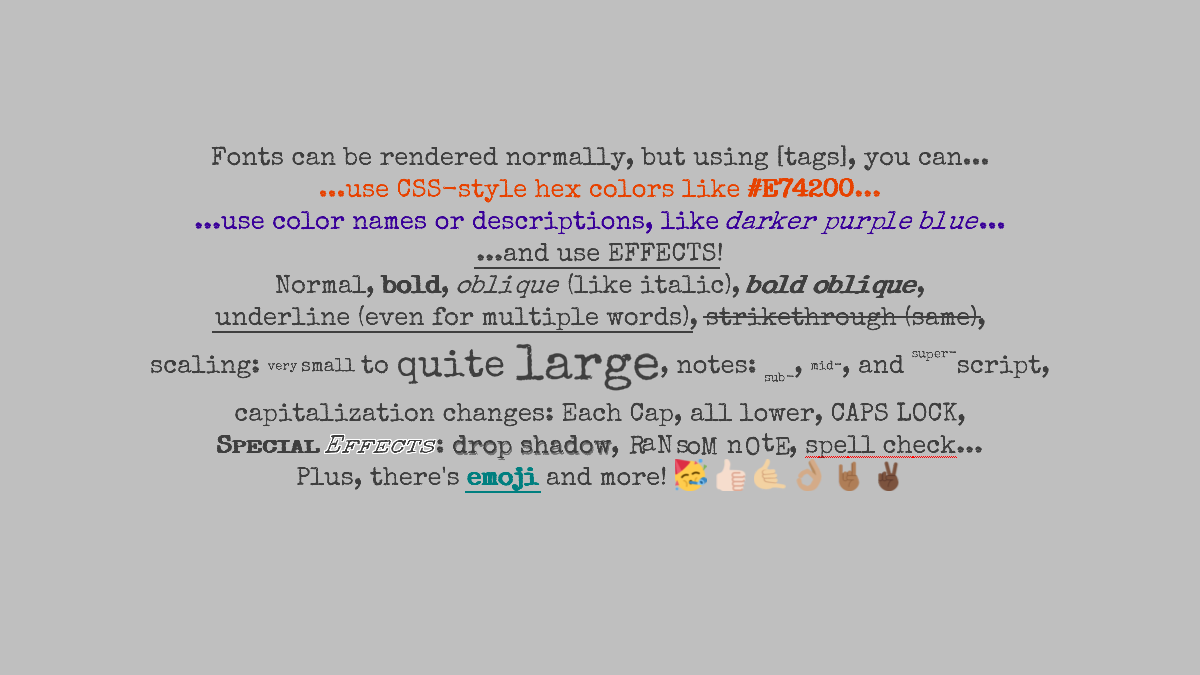 Fonts can be rendered normally, but using [tags], you can...
...use CSS-style hex colors like #E74200...
...use color names or descriptions, like darker purple blue...
...and use EFFECTS!
Normal, bold, oblique (like italic), bold oblique,
underline (even for multiple words), strikethrough (same),
scaling: very small to quite large, notes: sub-, mid-, and super-script,
capitalization changes: Each Cap, all lower, CAPS LOCK,
SPECIAL EFFECTS: drop shadow, RaNsoM nOtE, spell check...
Plus, there's emoji and more! 🥳👍🏻🤙🏼👌🏽🤘🏾✌🏿